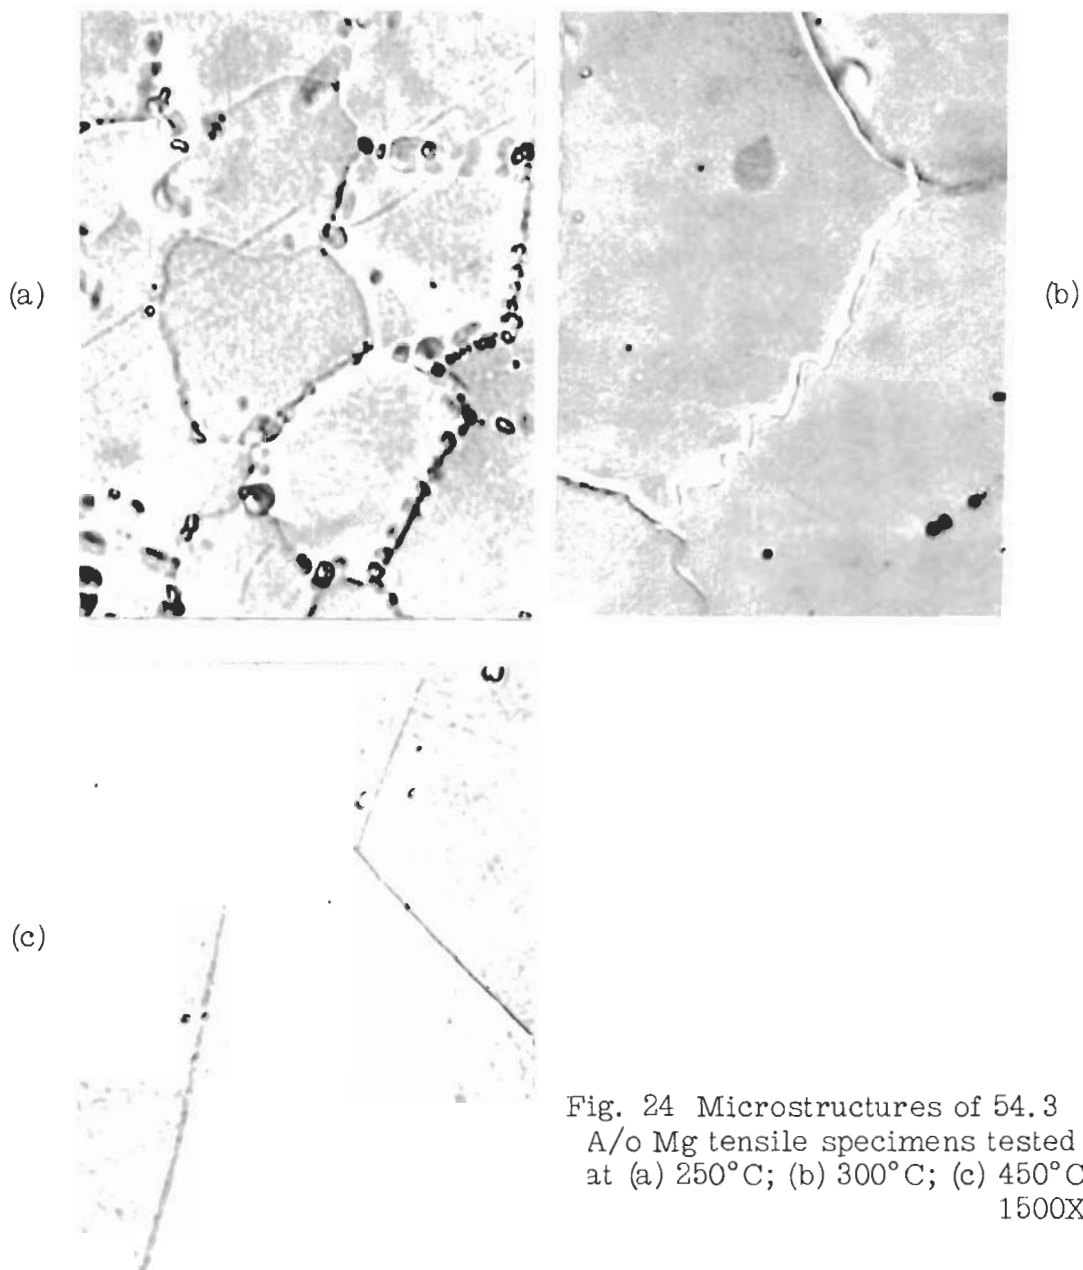 (a)
(b)
(c)
Fig. 24 Microstructures of 54.3
A/o Mg tensile specimens tested
at (a) 250°C; (b) 300°C; (c) 450°C
1500X